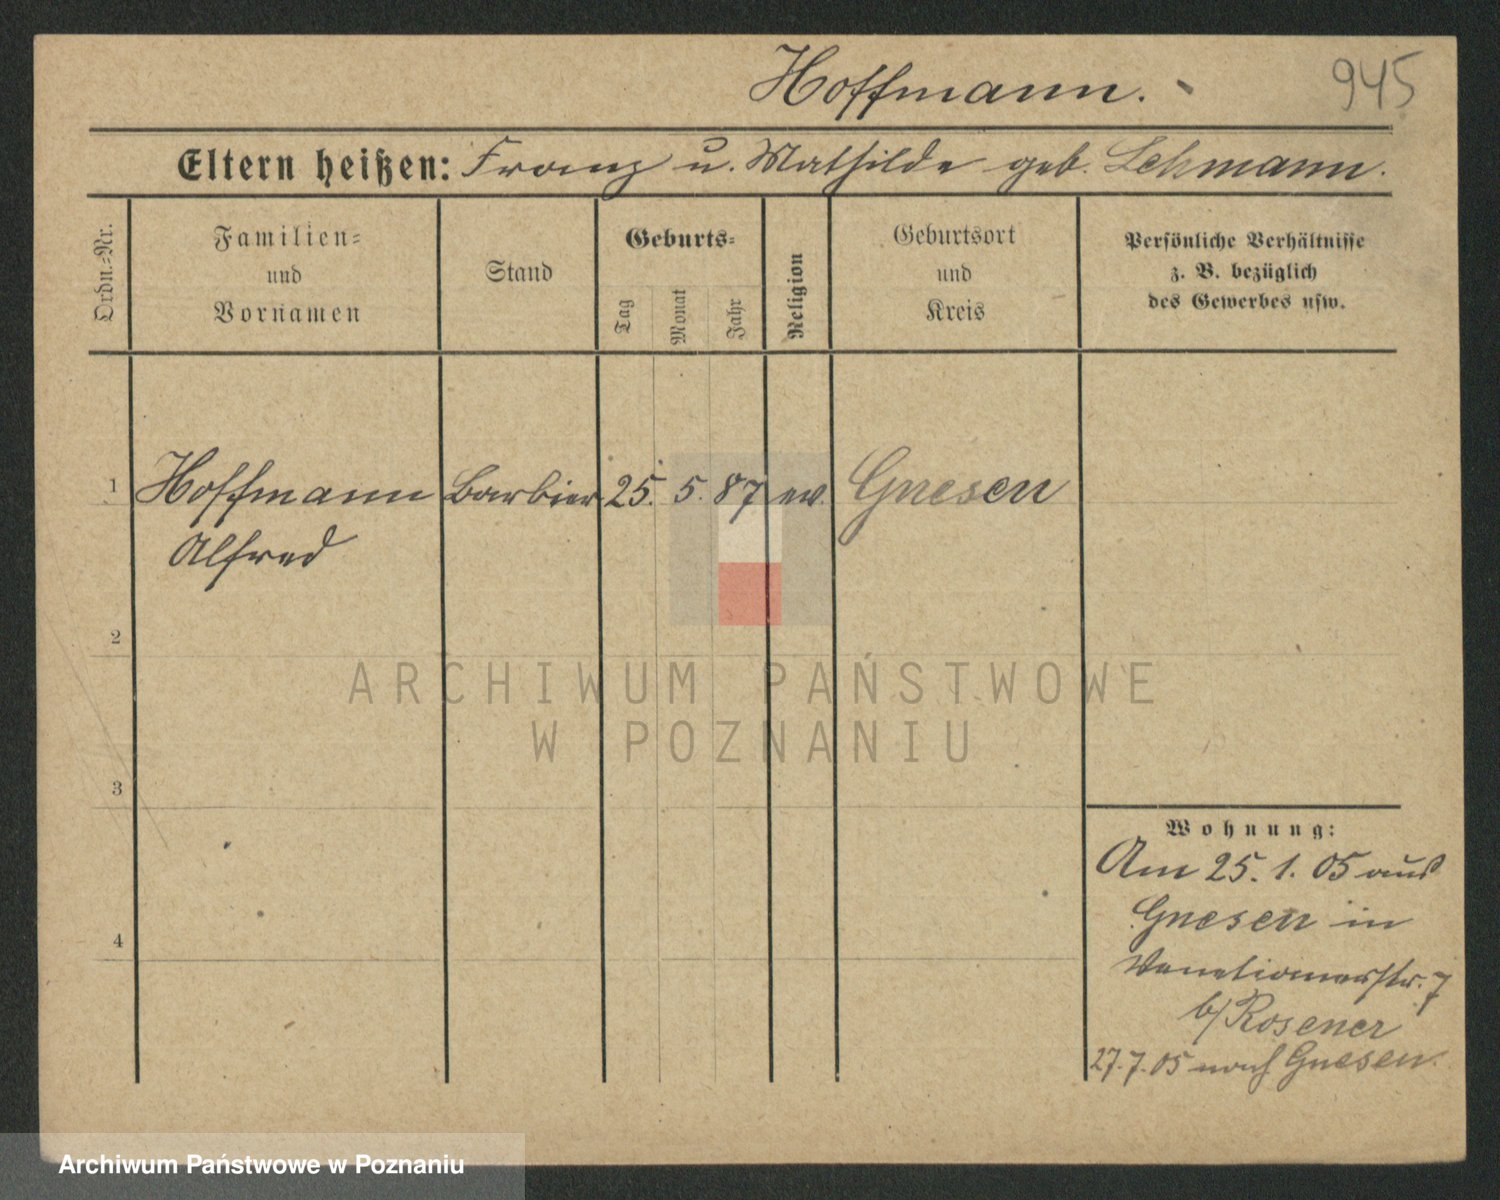 Hoffmann.
945
Eltern heißen: Franz u. Mathilde geb. Lehmann.
Ordn.=Nr.
Familien=
und
Vornamen
Stand
Geburts=
Tag
Monat
Jahr
Religion
Geburtsort
und
Kreis
Persönliche Verhältnisse
z. B. bezüglich
des Gewerbes usw.
1 Hoffmann Barbier 25. 5. 87 ev. Gnesen
Alfred
2
3
4
Wohnung:
Am 25. 1. 05 aus
Gnesen in
Venetianerstr. 7
b/ Rosener
27. 7. 05 nach Gnesen.
ARCHIWUM PAŃSTWOWE
W POZNANIU
Archiwum Państwowe w Poznaniu